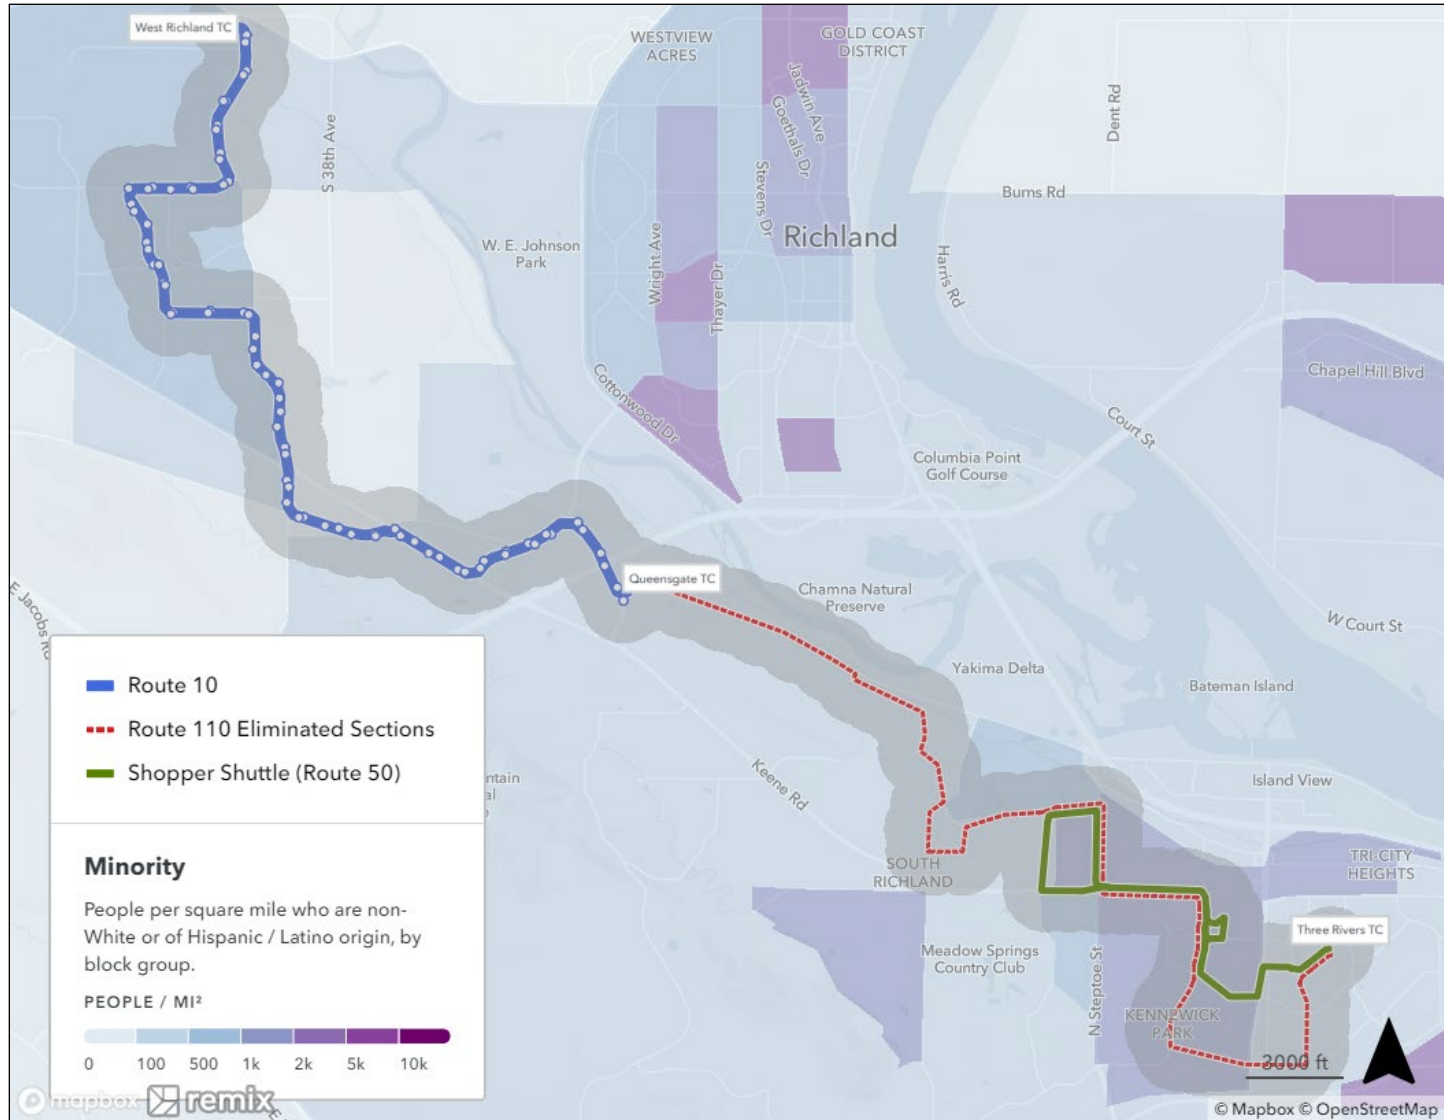 West Richland TC
WESTVIEW
ACRES
GOLD COAST
DISTRICT
Jadwin Ave
Goethals Dr
Dent Rd
S 38th Ave
Stevens Dr
Burns Rd
W. E. Johnson
Park
Richland
Wright Ave
Thayer Dr
Harris Rd
Cottonwood Dr
Chapel Hill Blvd
Court St
Columbia Point
Golf Course
Queensgate TC
Chamna Natural
Preserve
E Jacobs Rd
W Court St
Yakima Delta
Bateman Island
Keene Rd
Island View
ntain
al
SOUTH
RICHLAND
TRI-CITY
HEIGHTS
Three Rivers TC
Meadow Springs
Country Club
N Steptoe St
KENNEWICK
PARK
3000 ft
Route 10
Route 110 Eliminated Sections
Shopper Shuttle (Route 50)
Minority
People per square mile who are non-
White or of Hispanic / Latino origin, by
block group.
PEOPLE / MI²
0 100 500 1k 2k 5k 10k
mapbox remix
© Mapbox © OpenStreetMap